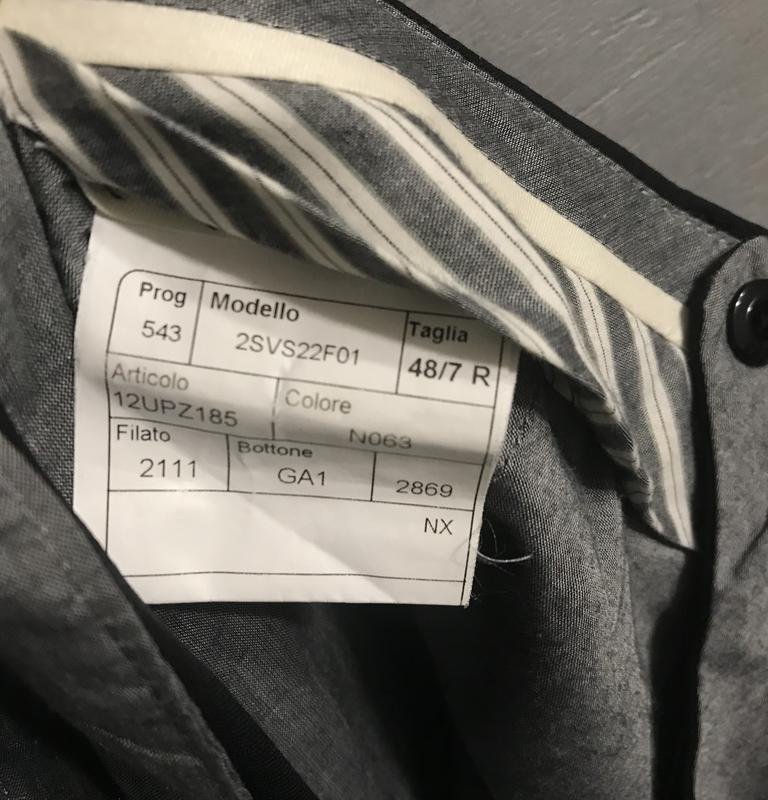 Prog Modello Taglia
543 2SVS22F01 48/7 R
Articolo Colore
12UPZ185 N063
Filato Bottone
2111 GA1 2869
NX